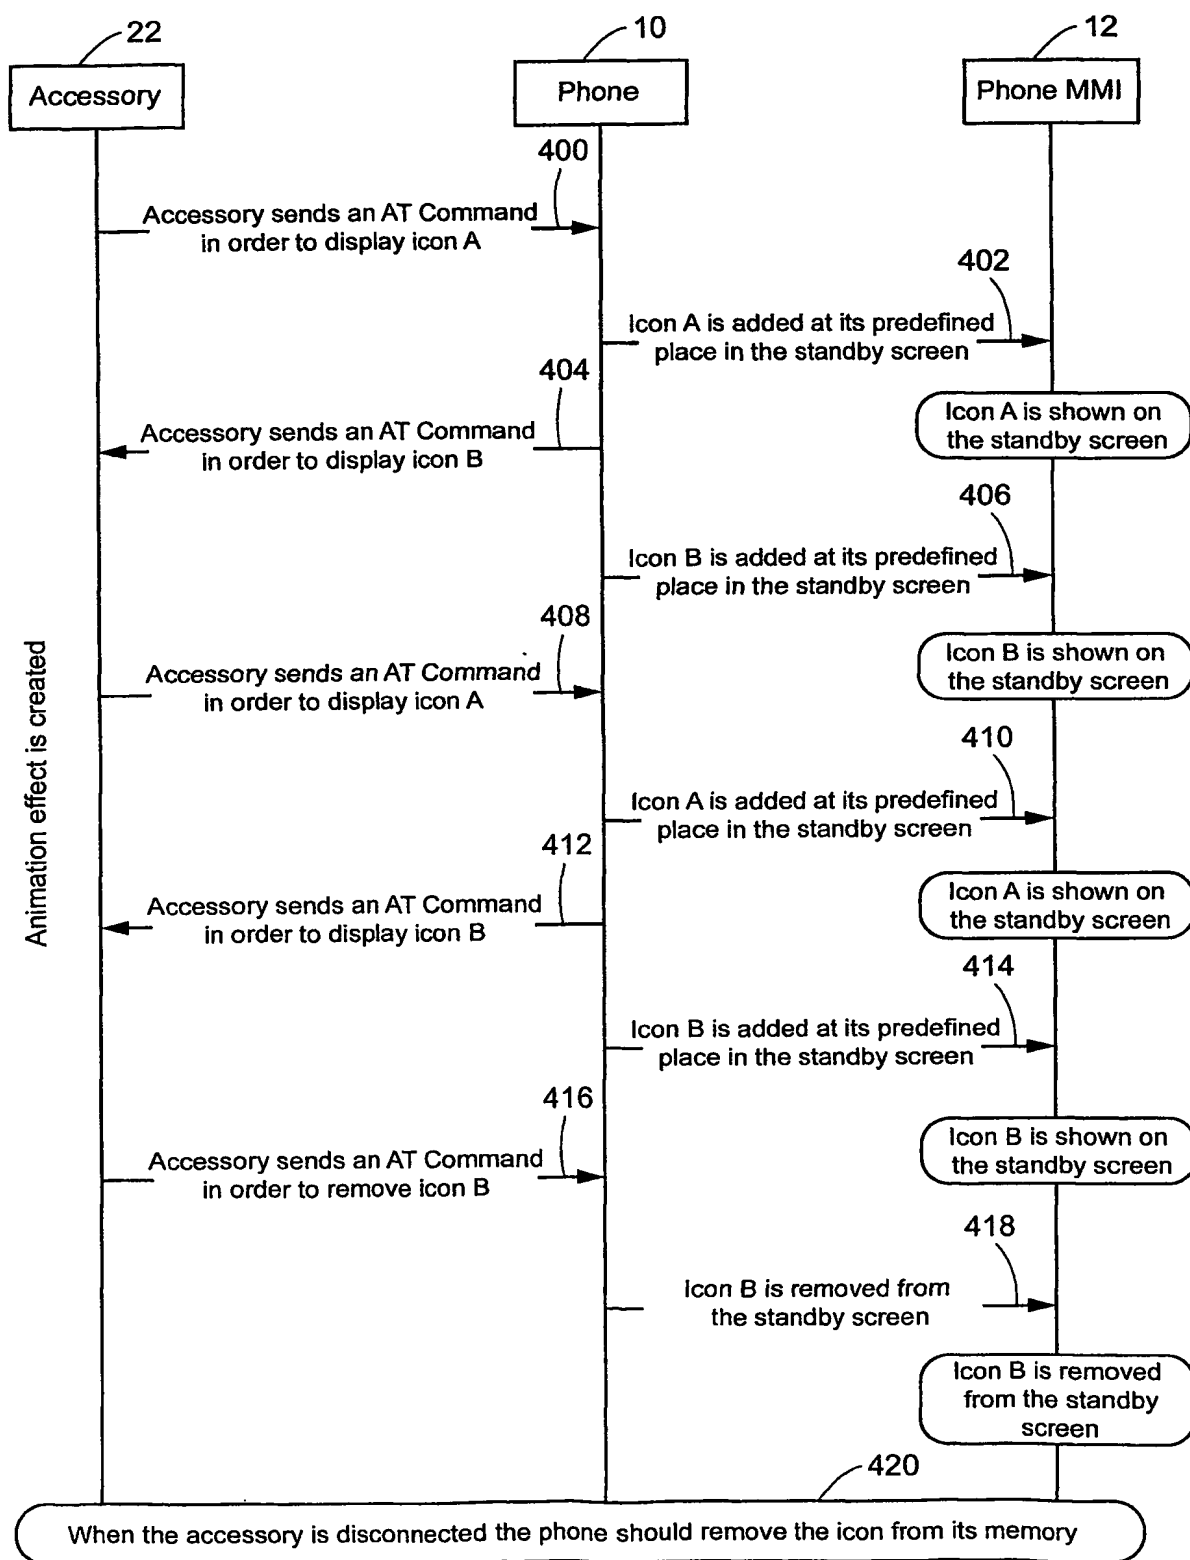 22
10
12
Accessory
Phone
Phone MMI
400
Accessory sends an AT Command
in order to display icon A
402
Icon A is added at its predefined
place in the standby screen
404
Icon A is shown on
the standby screen
Accessory sends an AT Command
in order to display icon B
406
Icon B is added at its predefined
place in the standby screen
408
Icon B is shown on
the standby screen
Accessory sends an AT Command
in order to display icon A
Animation effect is created
410
Icon A is added at its predefined
place in the standby screen
412
Icon A is shown on
the standby screen
Accessory sends an AT Command
in order to display icon B
414
Icon B is added at its predefined
place in the standby screen
416
Icon B is shown on
the standby screen
Accessory sends an AT Command
in order to remove icon B
418
Icon B is removed from
the standby screen
Icon B is removed
from the standby
screen
420
When the accessory is disconnected the phone should remove the icon from its memory